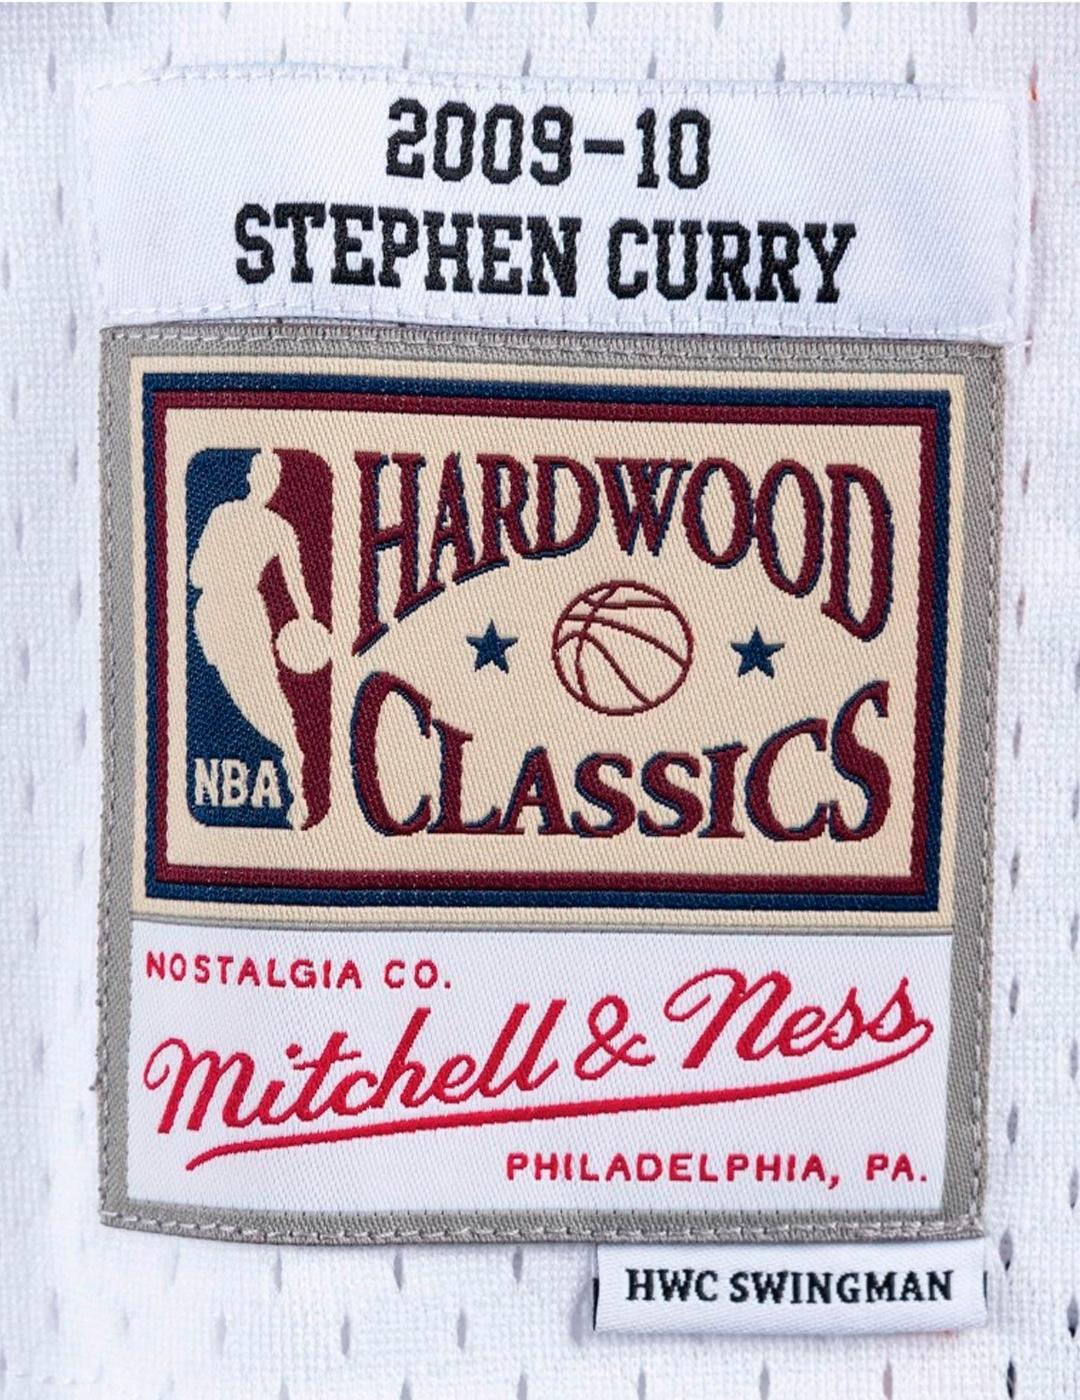 2009-10
STEPHEN CURRY
HARDWOOD
CLASSICS
NBA
NOSTALGIA CO.
Mitchell & Ness
PHILADELPHIA, PA.
HWC SWINGMAN